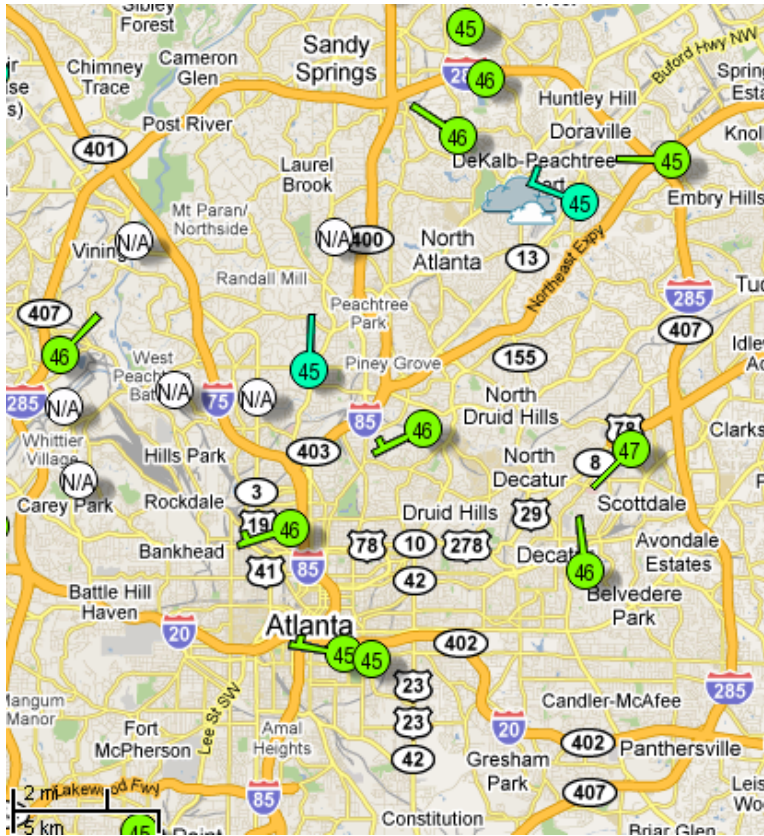 Sibley
Forest
45
Forest
Sandy
Springs
Cameron
Glen
Chimney
Trace
285
46
Buford Hwy NW
Huntley Hill
Post River
46
Doraville
401
Laurel
Brook
DeKalb-Peachtree
45
Embry Hills
45
Mt Paran/
Northside
N/A
N/A
400
North
Atlanta
13
Northeast Expy
Randall Mill
285
407
Peachtree
Park
407
46
West
155
45
Piney Grove
285
N/A
N/A
75
N/A
85
North
Druid Hills
78
46
Whittier
Village
Hills Park
403
47
8
North
Decatur
N/A
Carey Park
Rockdale
3
Scottdale
Druid Hills
29
19
46
Bankhead
78
10
278
Avondale
Estates
41
85
42
46
Belvedere
Park
Battle Hill
Haven
20
Atlanta
402
45
45
23
285
Candler-McAfee
Lee St SW
Fort
McPherson
Amal
Heights
23
20
402
Panthersville
42
Gresham
Park
2 mi
Lakewood Fwy
85
407
5 km
45
Point
Constitution
Briar Glen